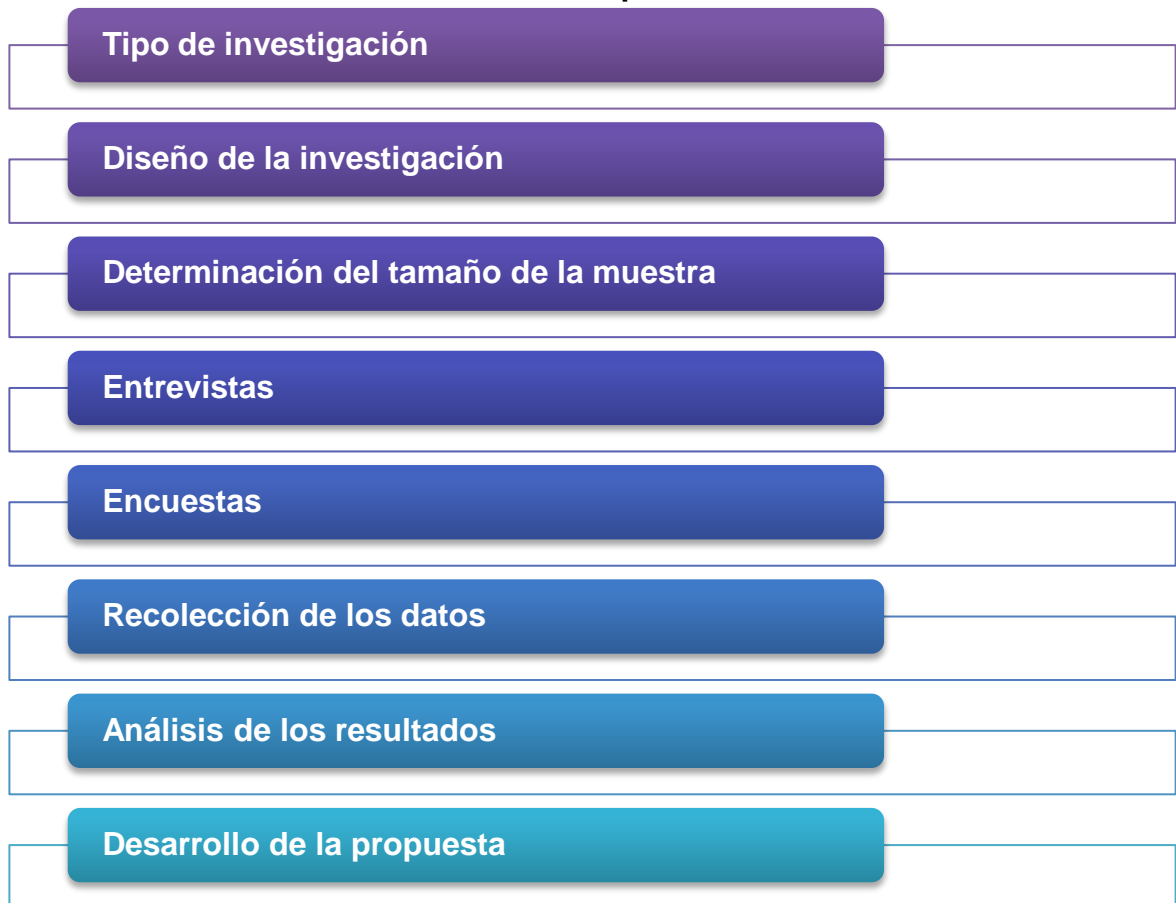 Tipo de investigación
Diseño de la investigación
Determinación del tamaño de la muestra
Entrevistas
Encuestas
Recolección de los datos
Análisis de los resultados
Desarrollo de la propuesta